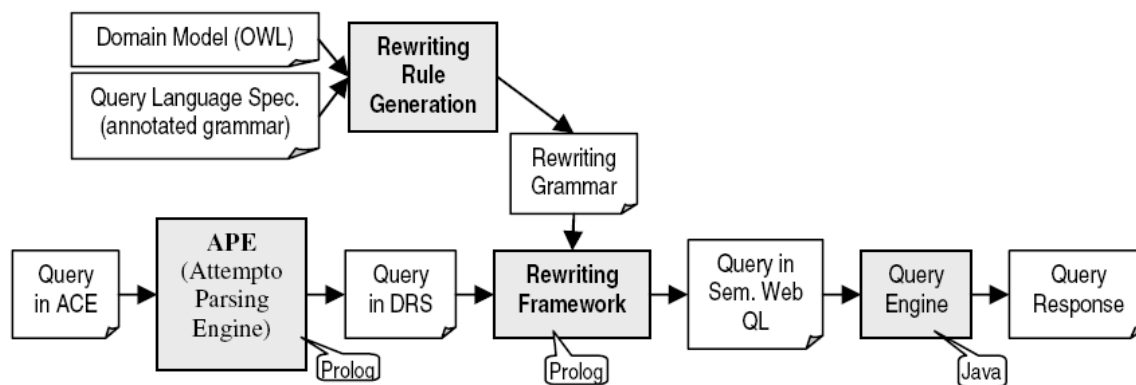 Domain Model (OWL)
Query Language Spec.
(annotated grammar)
Rewriting
Rule
Generation
Rewriting
Grammar
Query
in ACE
APE
(Attempto
Parsing
Engine)
Prolog
Query
in DRS
Rewriting
Framework
Prolog
Query in
Sem. Web
QL
Query
Engine
Java
Query
Response